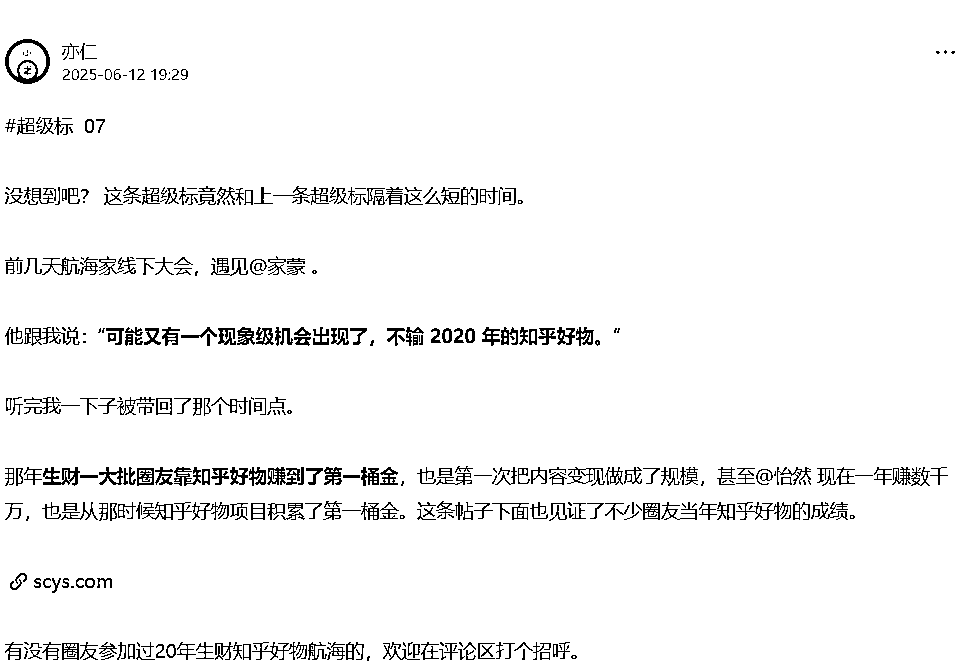 亦仁
2025-06-12 19:29
#超级标 07
没想到吧？ 这条超级标竟然和上一条超级标隔着这么短的时间。
前几天航海家线下大会，遇见@家蒙 。
他跟我说：“可能又有一个现象级机会出现了，不输 2020 年的知乎好物。”
听完我一下子被带回了那个时间点。
那年生财一大批圈友靠知乎好物赚到了第一桶金，也是第一次把内容变现做成了规模，甚至@怡然 现在一年赚数千
万，也是从那时候知乎好物项目积累了第一桶金。这条帖子下面也见证了不少圈友当年知乎好物的成绩。
scys.com
有没有圈友参加过20年生财知乎好物航海的，欢迎在评论区打个招呼。